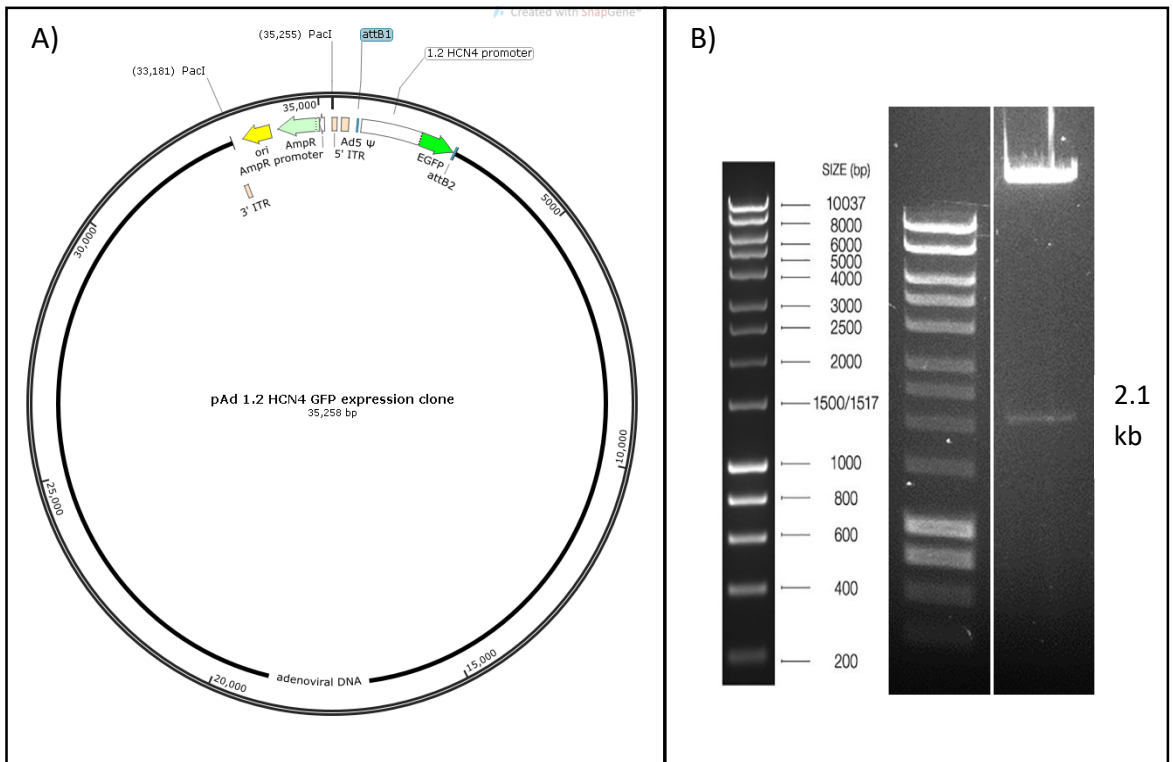 A)
Created with SnapGene®
(35,255) PacI
attB1
1.2 HCN4 promoter
(33,181) PacI
35,000
ori
AmpR
AmpR promoter
5' ITR
Ad5 Ψ
EGFP
attB2
3' ITR
5000
30,000
pAd 1.2 HCN4 GFP expression clone
35,258 bp
10,000
25,000
15,000
20,000
adenoviral DNA
B)
SIZE (bp)
10037
8000
6000
5000
4000
3000
2500
2000
1500/1517
1000
800
600
400
200
2.1
kb